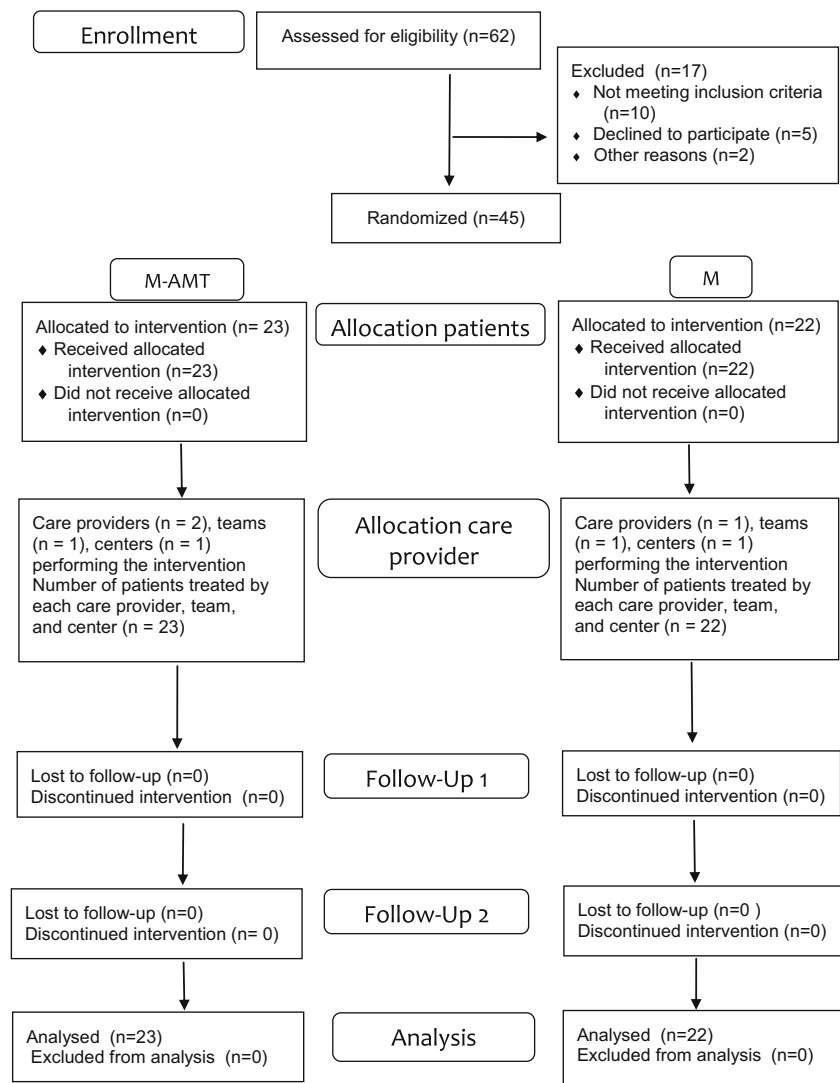 Enrollment
Assessed for eligibility (n=62)
Excluded (n=17)
♦ Not meeting inclusion criteria
(n=10)
♦ Declined to participate (n=5)
♦ Other reasons (n=2)
Randomized (n=45)
M-AMT
M
Allocation patients
Allocated to intervention (n= 23)
♦ Received allocated
intervention (n=23)
♦ Did not receive allocated
intervention (n=0)
Allocated to intervention (n=22)
♦ Received allocated
intervention (n=22)
♦ Did not receive allocated
intervention (n=0)
Allocation care
provider
Care providers (n = 2), teams
(n = 1), centers (n = 1)
performing the intervention
Number of patients treated by
each care provider, team,
and center (n = 23)
Care providers (n = 1), teams
(n = 1), centers (n = 1)
performing the intervention
Number of patients treated by
each care provider, team,
and center (n = 22)
Follow-Up 1
Lost to follow-up (n=0)
Discontinued intervention (n=0)
Lost to follow-up (n=0)
Discontinued intervention (n=0)
Follow-Up 2
Lost to follow-up (n=0)
Discontinued intervention (n= 0)
Lost to follow-up (n=0 )
Discontinued intervention (n=0)
Analysis
Analysed (n=23)
Excluded from analysis (n=0)
Analysed (n=22)
Excluded from analysis (n=0)